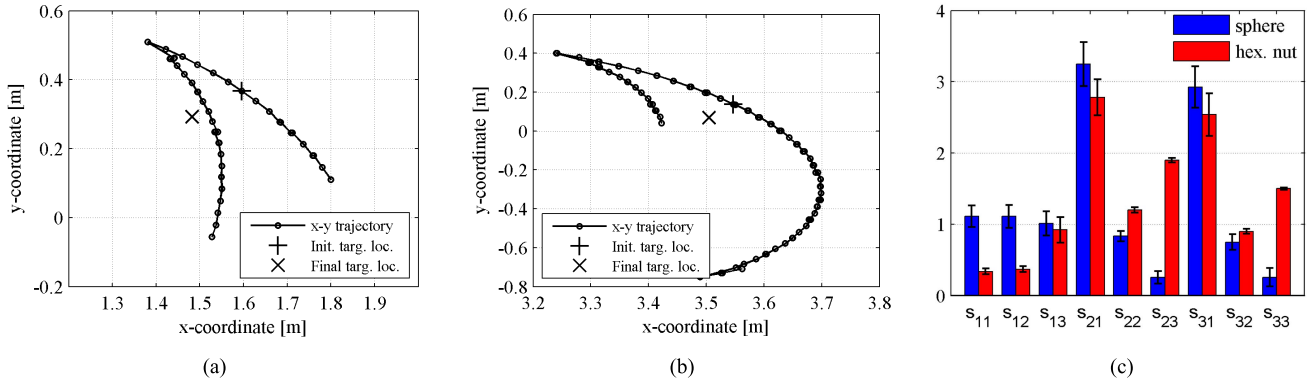 0.6
0.4
0.2
0
-0.2
1.3
1.4
1.5
1.6
1.7
1.8
1.9
x-coordinate [m]
y-coordinate [m]
x-y trajectory
Init. targ. loc.
Final targ. loc.
(a)
0.6
0.4
0.2
0
-0.2
-0.4
-0.6
-0.8
3.2
3.3
3.4
3.5
3.6
3.7
3.8
x-coordinate [m]
y-coordinate [m]
x-y trajectory
Init. targ. loc.
Final targ. loc.
(b)
4
3
2
1
0
sphere
hex. nut
s11
s12
s13
s21
s22
s23
s31
s32
s33
(c)